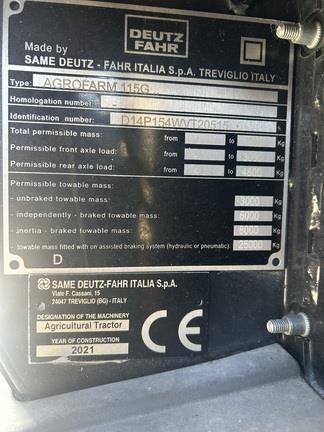 DEUTZ
FAHR
Made by
SAME DEUTZ - FAHR ITALIA S.p.A. TREVIGLIO ITALY
Type: AGROFARM 115G
Homologation number: -
Identification number: D14P154WVT20515
Total permissible mass: from to Kg
Permissible front axle load: from to Kg
Permissible rear axle load: from to Kg
Permissible towable mass:
- unbraked towable mass: 3000 Kg
- independently - braked towable mass: 6000 Kg
- inertia - braked towable mass: 8000 Kg
- towable mass fitted with on assisted braking system (hydraulic or pneumatic): 25000 Kg
D
SAME DEUTZ-FAHR ITALIA S.p.A.
Viale F. Cassani, 15
24047 TREVIGLIO (BG) - ITALY
DESIGNATION OF THE MACHINERY
Agricultural Tractor
YEAR OF CONSTRUCTION
2021
CE